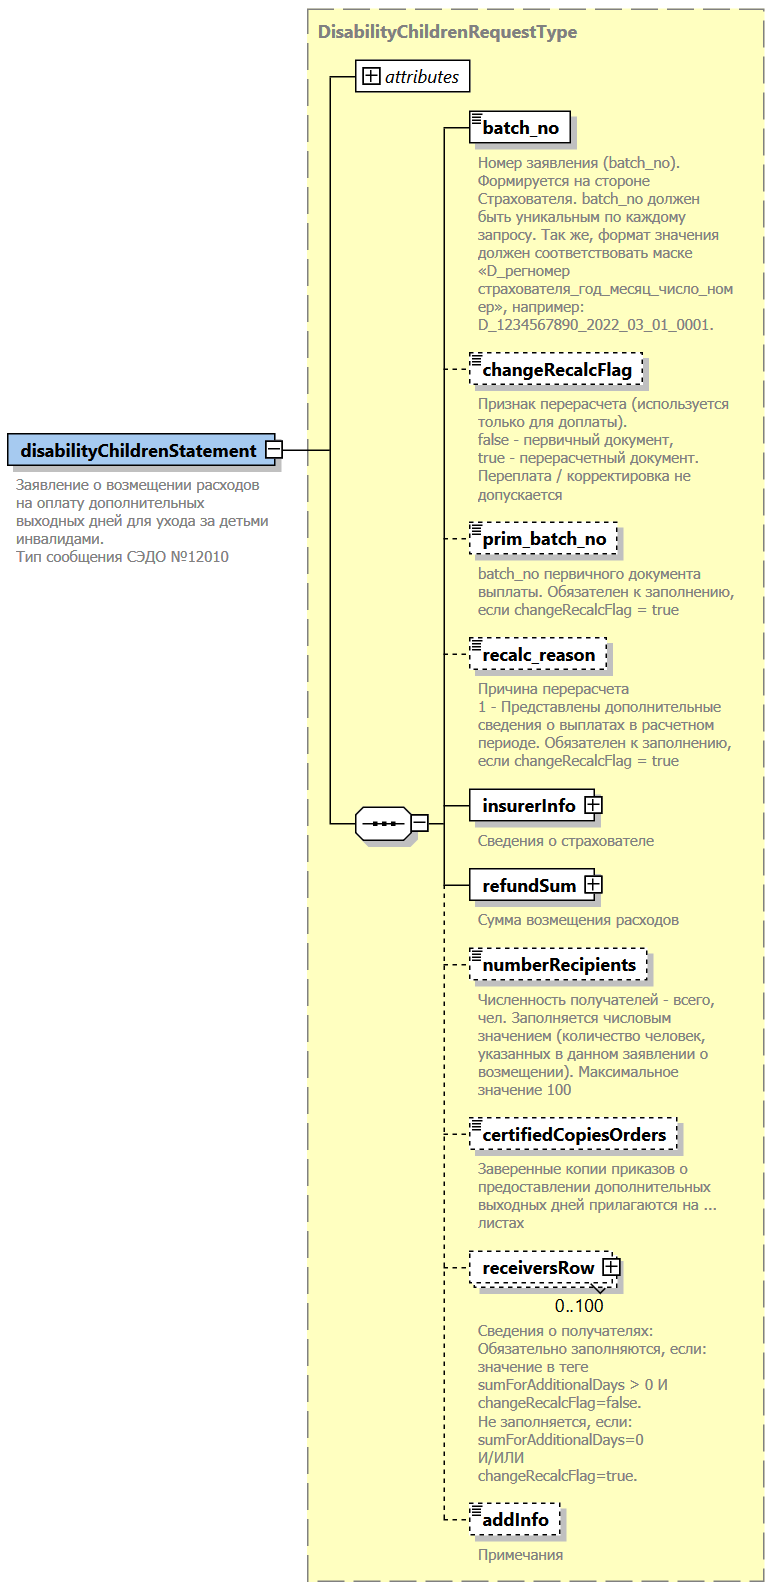 DisabilityChildrenRequestType
attributes
batch_no
Номер заявления (batch_no).
Формируется на стороне
Страхователя. batch_no должен
быть уникальным по каждому
запросу. Так же, формат значения
должен соответствовать маске
«D_регномер
страхователя_год_месяц_число_ном
ер», например:
D_1234567890_2022_03_01_0001.
changeRecalcFlag
Признак перерасчета (используется
только для доплаты).
false - первичный документ,
true - перерасчетный документ.
Переплата / корректировка не
допускается
disabilityChildrenStatement
Заявление о возмещении расходов
на оплату дополнительных
выходных дней для ухода за детьми
инвалидами.
Тип сообщения СЭДО №12010
prim_batch_no
batch_no первичного документа
выплаты. Обязателен к заполнению,
если changeRecalcFlag = true
recalc_reason
Причина перерасчета
1 - Представлены дополнительные
сведения о выплатах в расчетном
периоде. Обязателен к заполнению,
если changeRecalcFlag = true
insurerInfo
Сведения о страхователе
refundSum
Сумма возмещения расходов
numberRecipients
Численность получателей - всего,
чел. Заполняется числовым
значением (количество человек,
указанных в данном заявлении о
возмещении). Максимальное
значение 100
certifiedCopiesOrders
Заверенные копии приказов о
предоставлении дополнительных
выходных дней прилагаются на ...
листах
receiversRow
0..100
Сведения о получателях:
Обязательно заполняются, если:
значение в теге
sumForAdditionalDays > 0 И
changeRecalcFlag=false.
Не заполняется, если:
sumForAdditionalDays=0
И/ИЛИ
changeRecalcFlag=true.
addInfo
Примечания